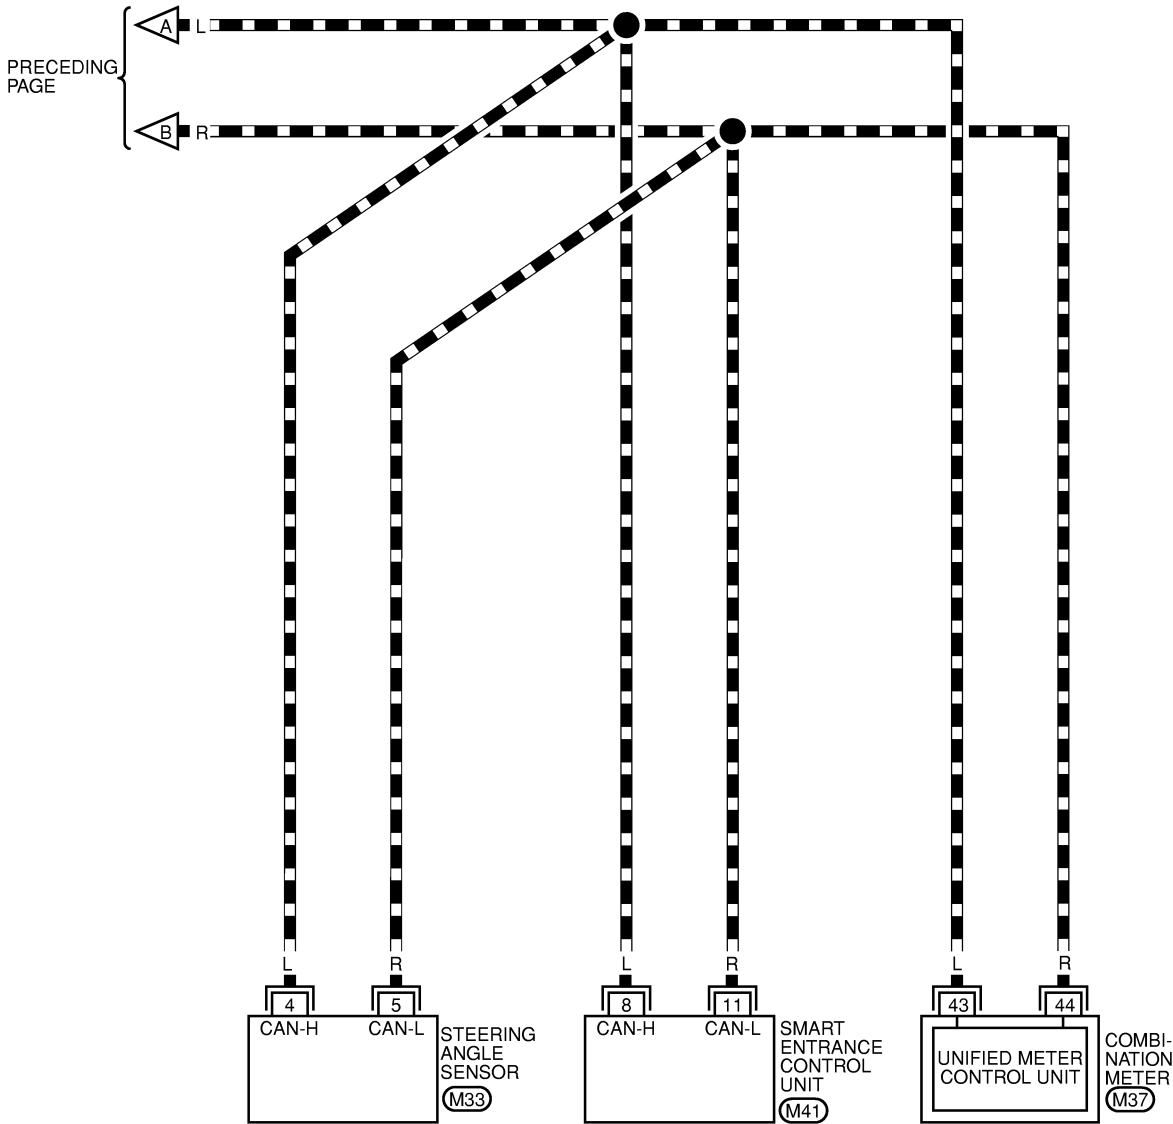 A L
PRECEDING
PAGE
B R
L R L R L R
4 5 8 11 43 44
CAN-H CAN-L
STEERING
ANGLE
SENSOR
M33
CAN-H CAN-L
SMART
ENTRANCE
CONTROL
UNIT
M41
UNIFIED METER
CONTROL UNIT
COMBI-
NATION
METER
M37